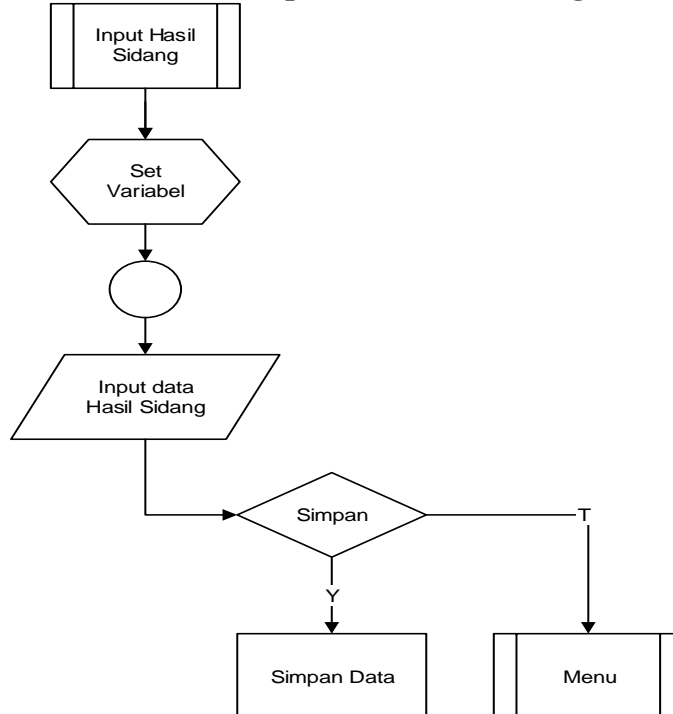 Input Hasil
Sidang
Set
Variabel
Input data
Hasil Sidang
Simpan
T
Y
Simpan Data
Menu